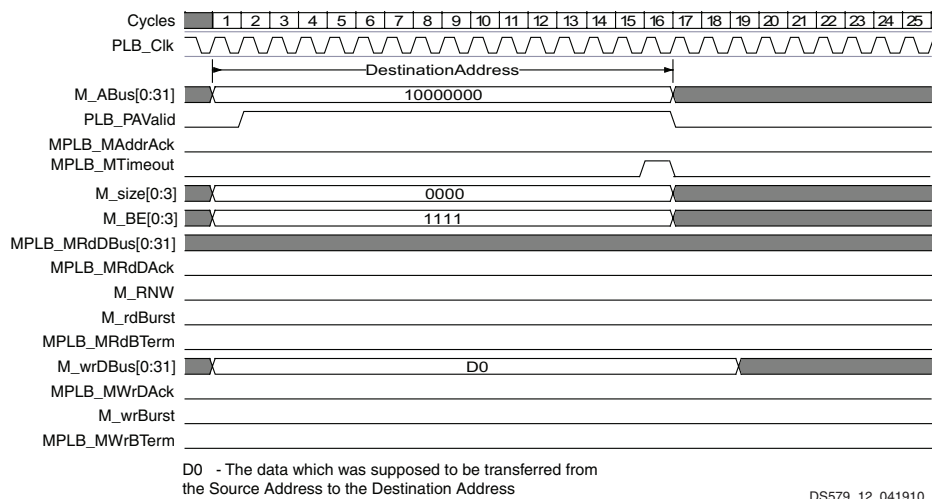 Cycles 1 2 3 4 5 6 7 8 9 10 11 12 13 14 15 16 17 18 19 20 21 22 23 24 25
PLB_Clk
DestinationAddress
M_ABus[0:31] 10000000
PLB_PAValid
MPLB_MAddrAck
MPLB_MTimeout
M_size[0:3] 0000
M_BE[0:3] 1111
MPLB_MRdDBus[0:31]
MPLB_MRdDAck
M_RNW
M_rdBurst
MPLB_MRdBTerm
M_wrDBus[0:31] D0
MPLB_MWrDAck
M_wrBurst
MPLB_MWrBTerm
D0 - The data which was supposed to be transferred from
the Source Address to the Destination Address
DS579_12_041910